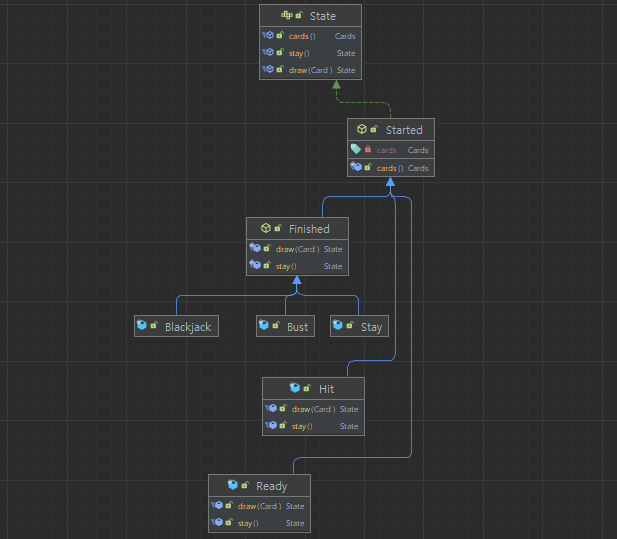 State
cards() Cards
stay() State
draw(Card) State
Started
cards Cards
cards() Cards
Finished
draw(Card) State
stay() State
Blackjack
Bust
Stay
Hit
draw(Card) State
stay() State
Ready
draw(Card) State
stay() State